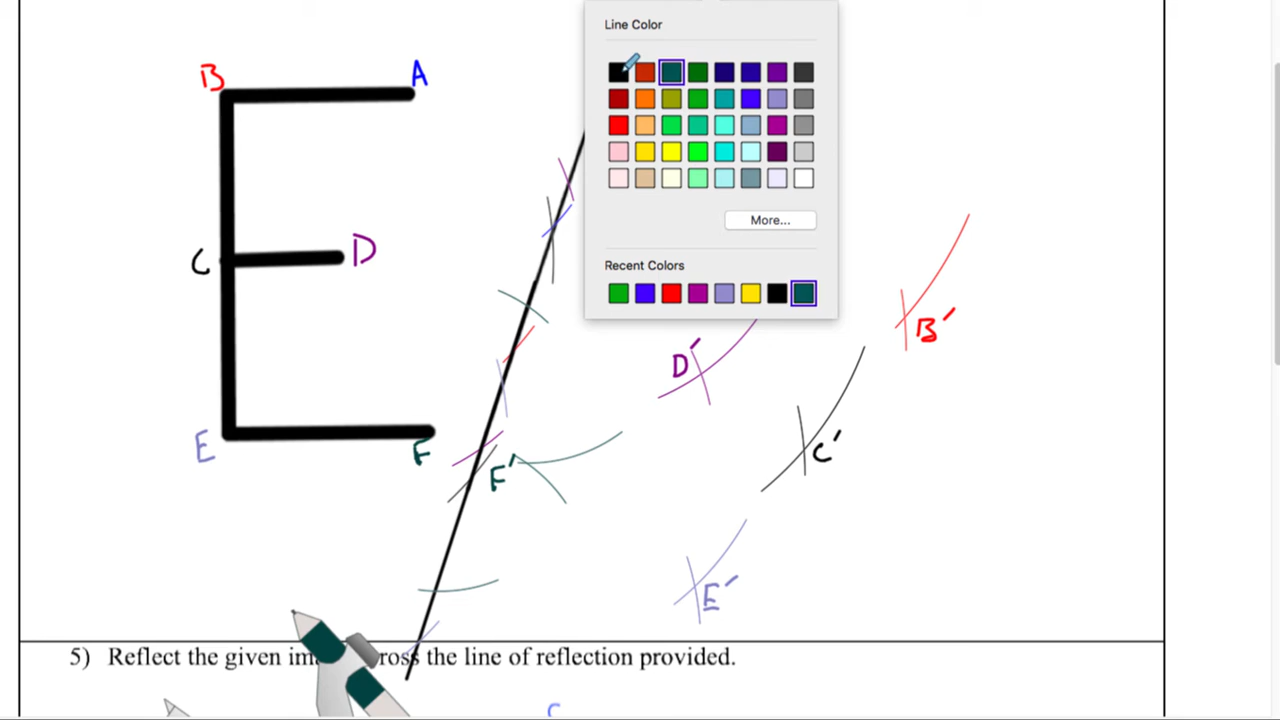 Line Color
B
A
C
D
More...
Recent Colors
B′
D′
E
F
F′
C′
E′
5) Reflect the given im ross the line of reflection provided.
C